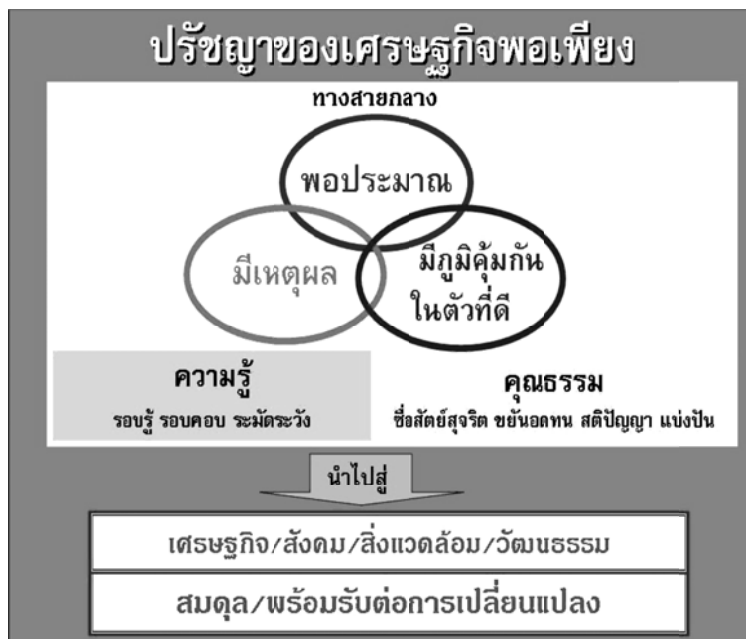 ปรัชญาของเศรษฐกิจพอเพียง
ทางสายกลาง
พอประมาณ
มีเหตุผล
มีภูมิคุ้มกัน
ในตัวที่ดี
ความรู้
รอบรู้ รอบคอบ ระมัดระวัง
คุณธรรม
ซื่อสัตย์สุจริต ขยันอดทน สติปัญญา แบ่งปัน
นำไปสู่
เศรษฐกิจ/สังคม/สิ่งแวดล้อม/วัฒนธรรม
สมดุล/พร้อมรับต่อการเปลี่ยนแปลง